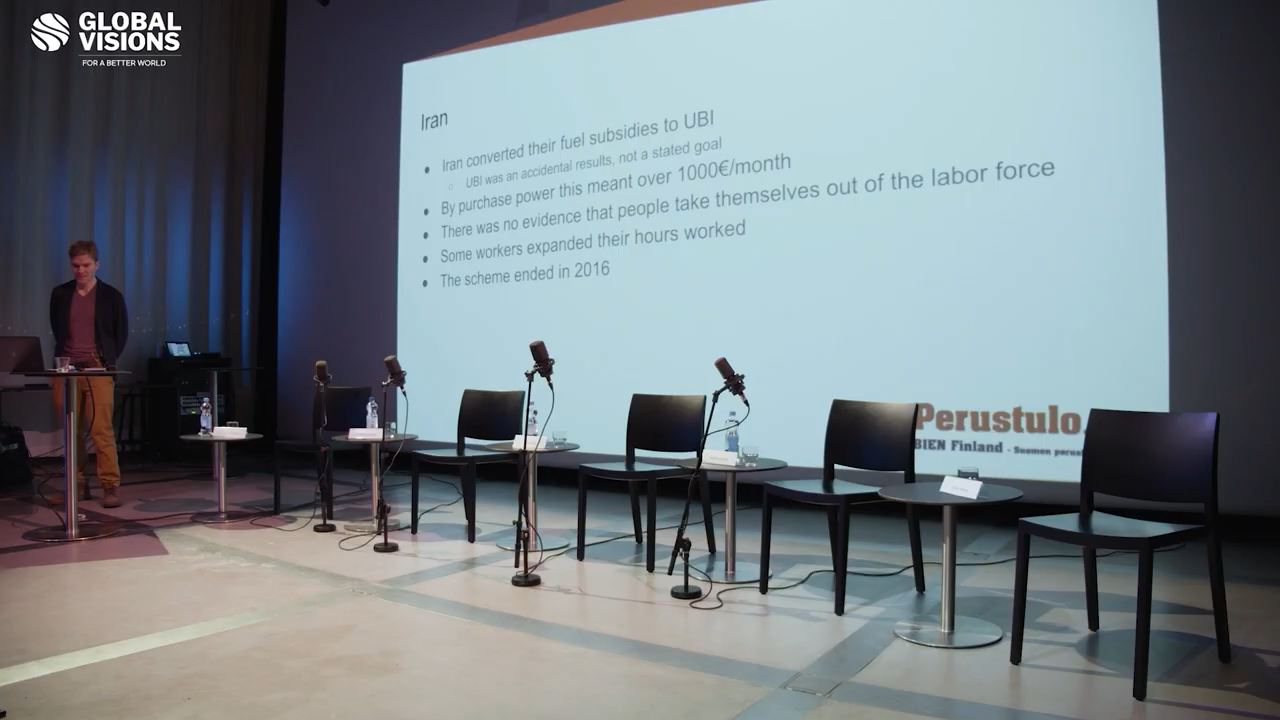 GLOBAL
VISIONS
FOR A BETTER WORLD
Iran
Iran converted their fuel subsidies to UBI
UBI was an accidental results, not a stated goal
By purchase power this meant over 1000€/month
There was no evidence that people take themselves out of the labor force
Some workers expanded their hours worked
The scheme ended in 2016
Perustulo
BIEN Finland - Suomen